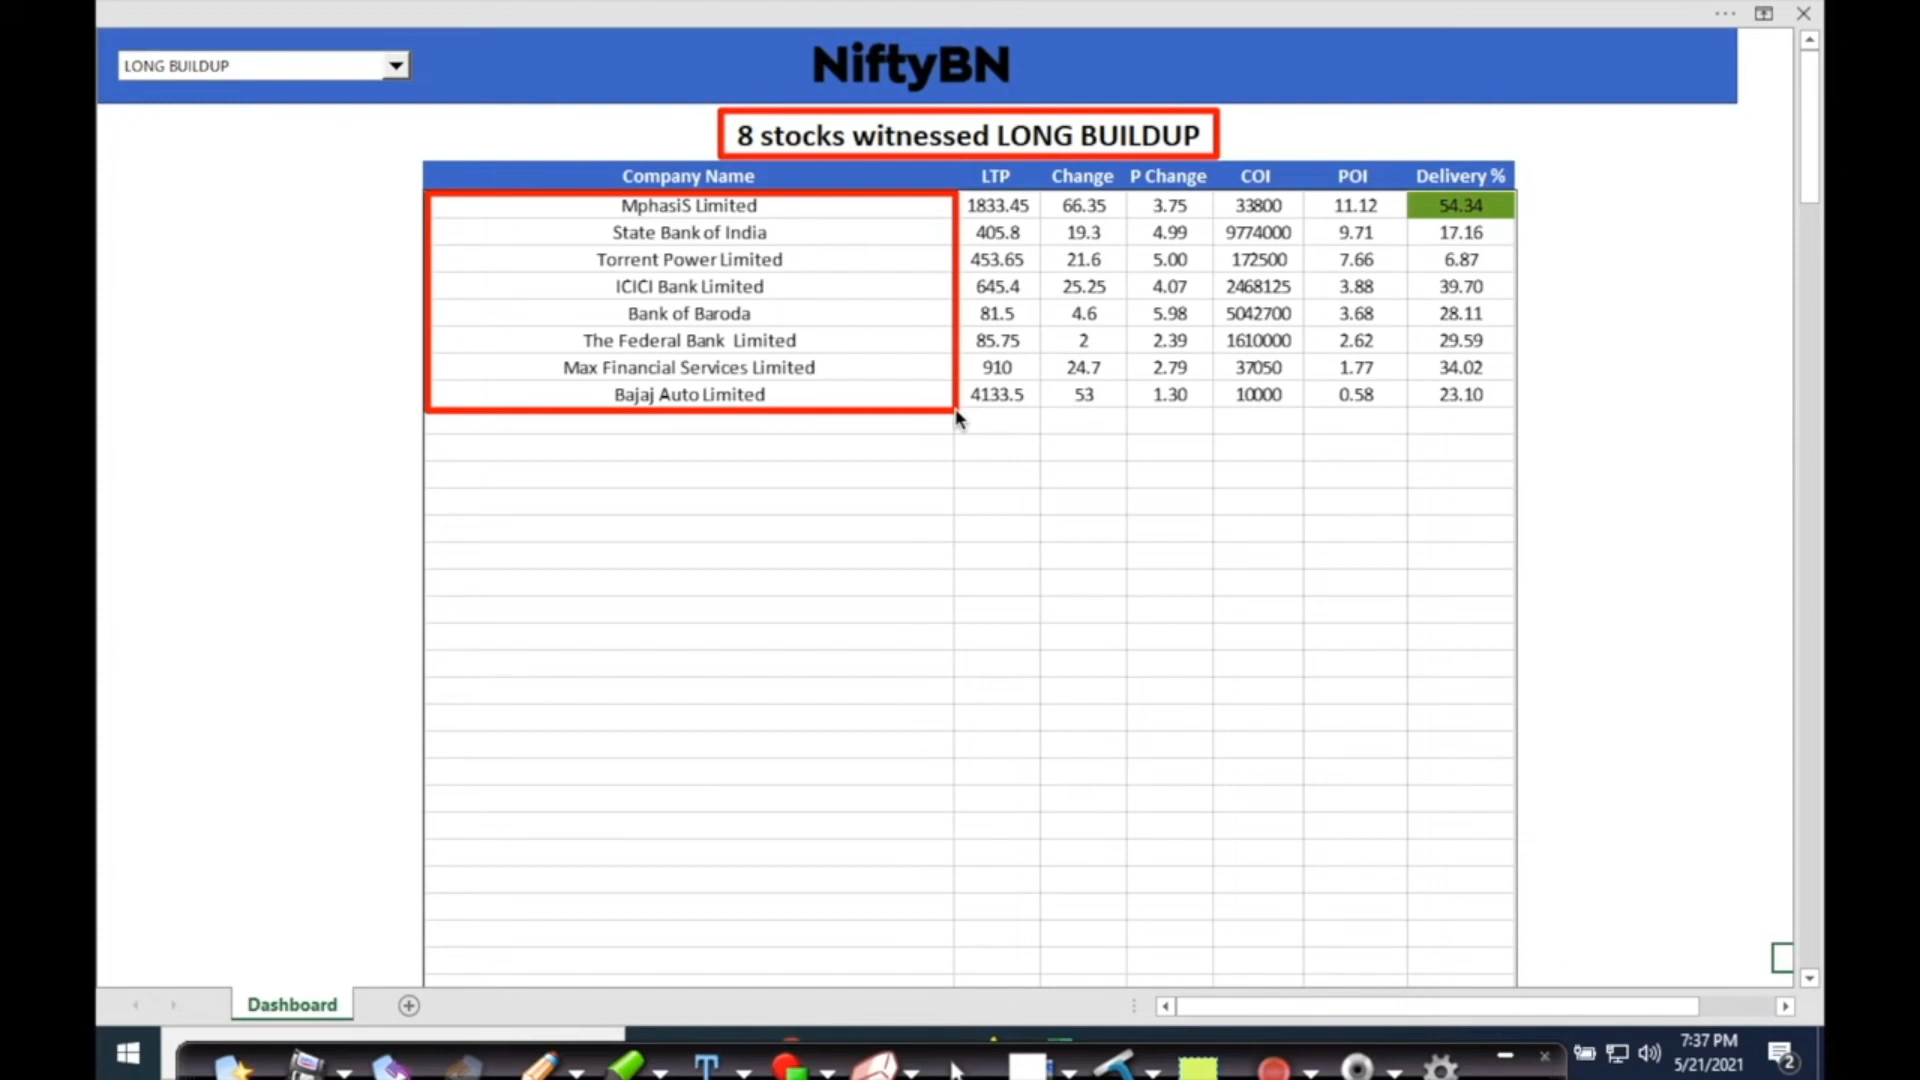 LONG BUILDUP
NiftyBN
8 stocks witnessed LONG BUILDUP
Company Name LTP Change P Change COI POI Delivery %
MphasiS Limited 1833.45 66.35 3.75 33800 11.12 54.34
State Bank of India 405.8 19.3 4.99 9774000 9.71 17.16
Torrent Power Limited 453.65 21.6 5.00 172500 7.66 6.87
ICICI Bank Limited 645.4 25.25 4.07 2468125 3.88 39.70
Bank of Baroda 81.5 4.6 5.98 5042700 3.68 28.11
The Federal Bank Limited 85.75 2 2.39 1610000 2.62 29.59
Max Financial Services Limited 910 24.7 2.79 37050 1.77 34.02
Bajaj Auto Limited 4133.5 53 1.30 10000 0.58 23.10
Dashboard
7:37 PM
5/21/2021
2